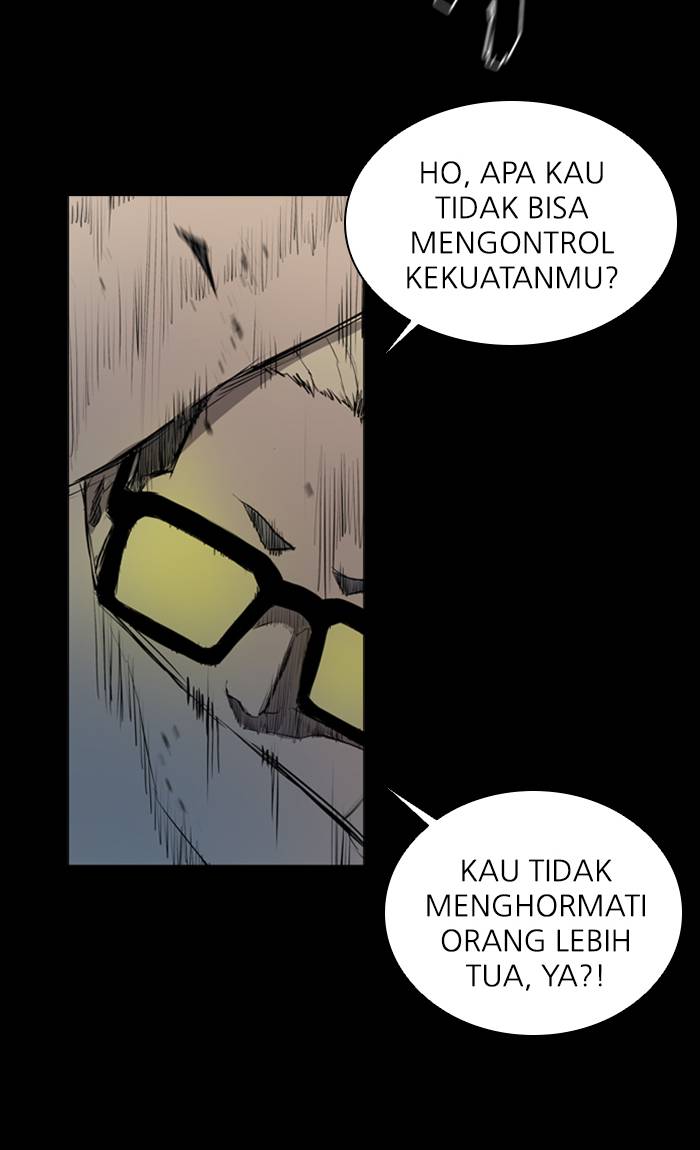 HO, APA KAU
TIDAK BISA
MENGONTROL
KEKUATANMU?
KAU TIDAK
MENGHORMATI
ORANG LEBIH
TUA, YA?!